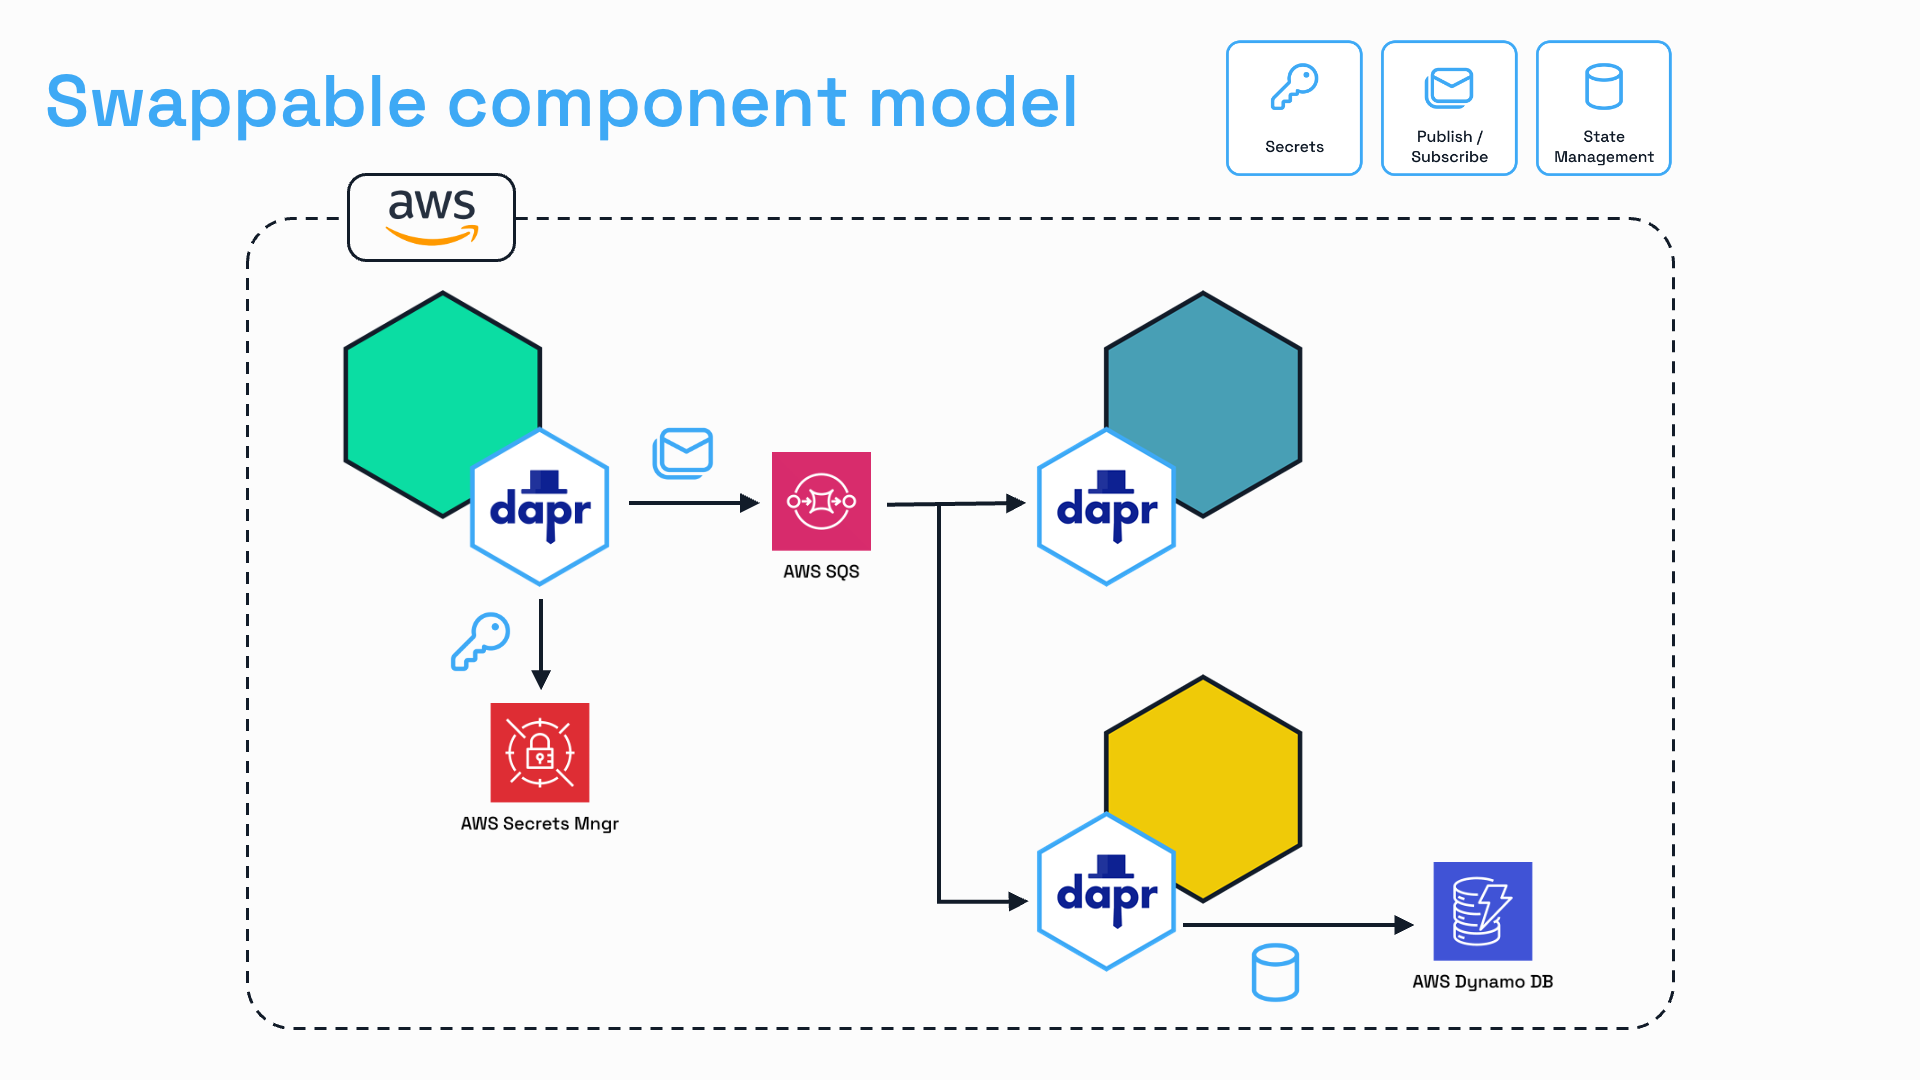 Swappable component model
Secrets
Publish /
Subscribe
State
Management
aws
dapr
AWS SQS
dapr
AWS Secrets Mngr
dapr
AWS Dynamo DB